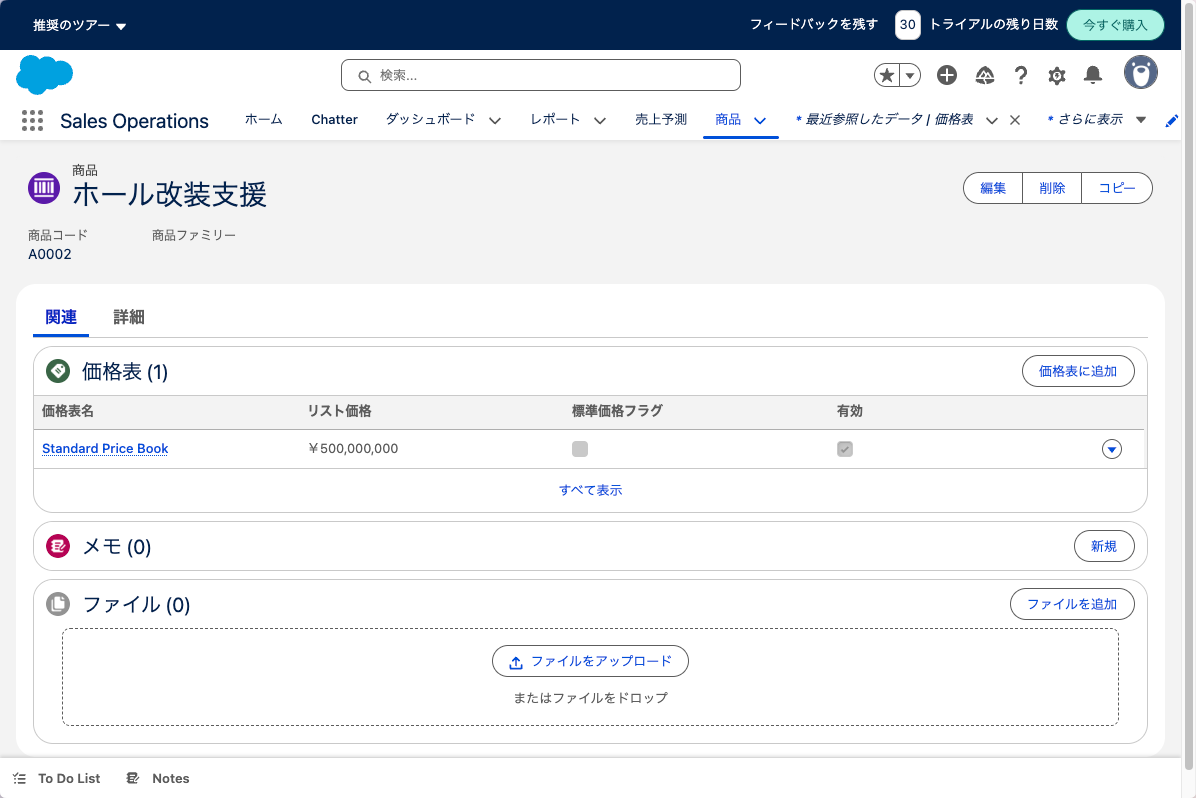 推奨のツアー
フィードバックを残す 30 トライアルの残り日数 今すぐ購入
検索...
Sales Operations ホーム Chatter ダッシュボード レポート 売上予測 商品 * 最近参照したデータ | 価格表 * さらに表示
商品
ホール改装支援
編集 削除 コピー
商品コード 商品ファミリー
A0002
関連 詳細
価格表 (1) 価格表に追加
価格表名 リスト価格 標準価格フラグ 有効
Standard Price Book ￥500,000,000
すべて表示
メモ (0) 新規
ファイル (0) ファイルを追加
ファイルをアップロード
またはファイルをドロップ
To Do List Notes